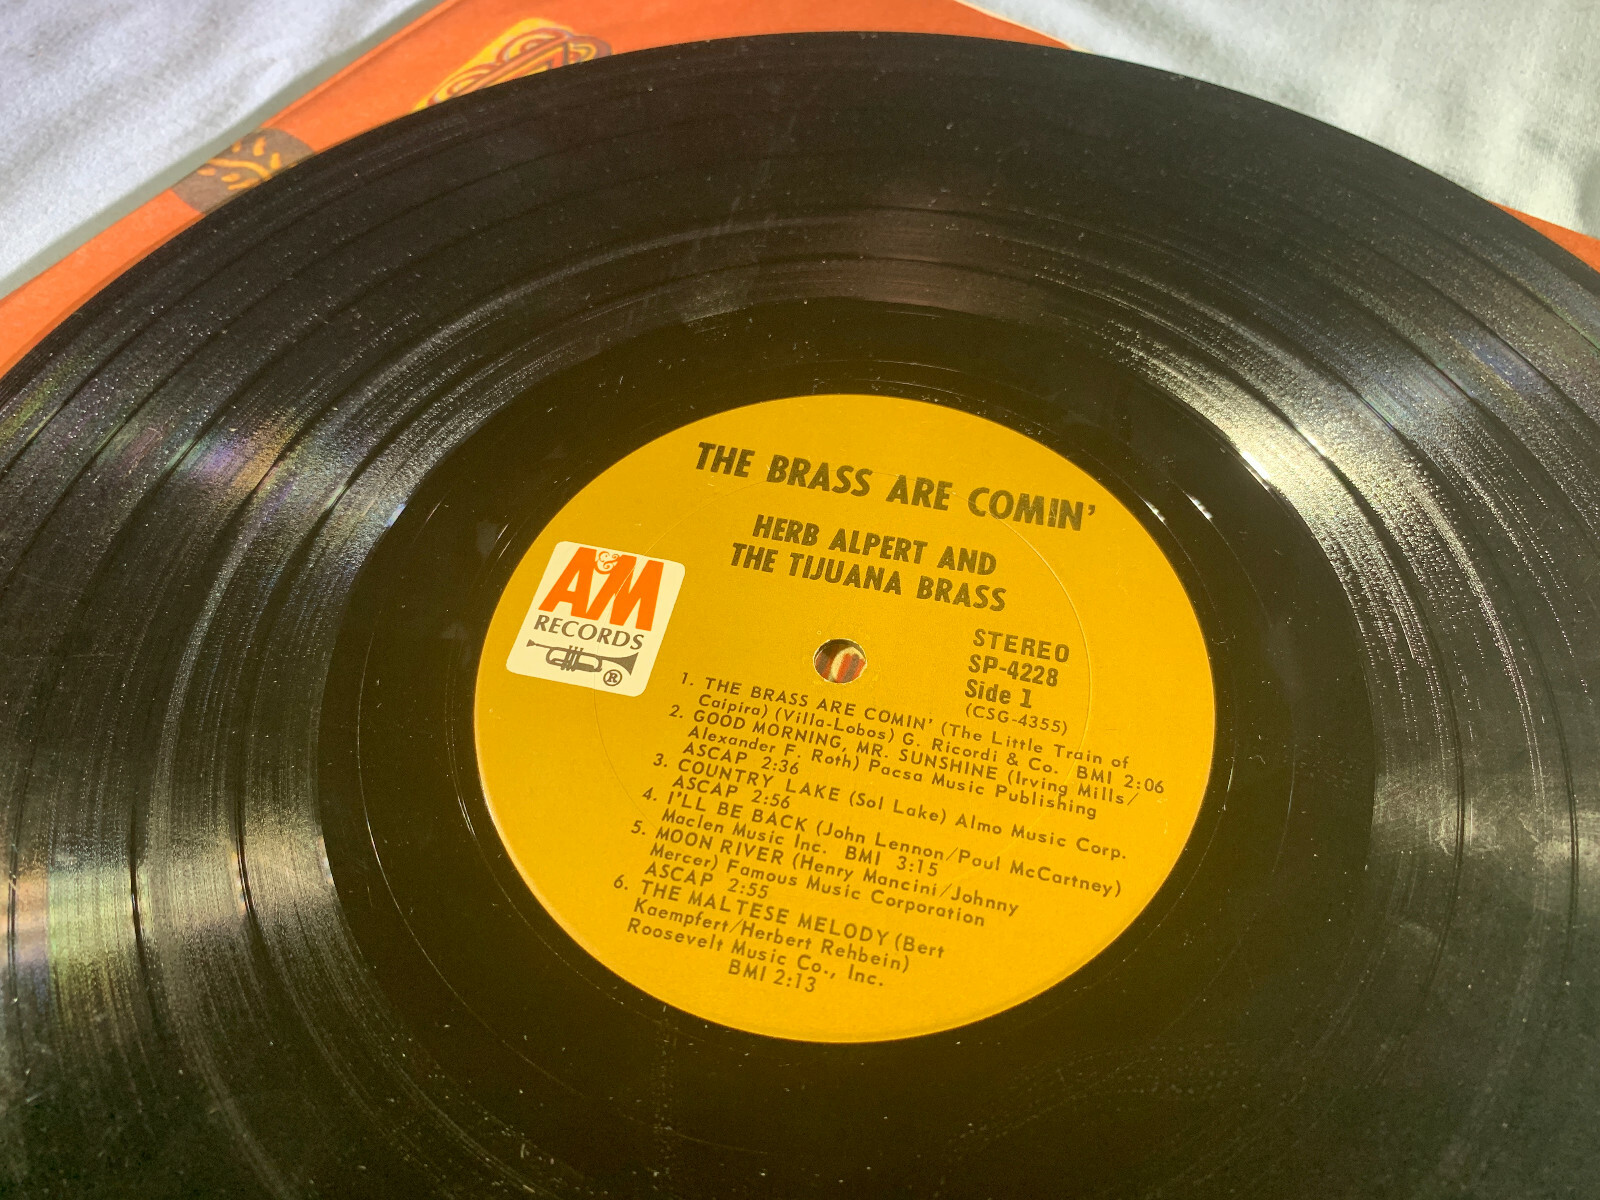 THE BRASS ARE COMIN'
HERB ALPERT AND
THE TIJUANA BRASS
A&M
RECORDS
®
STEREO
SP-4228
Side 1
(CSG-4355)
1. THE BRASS ARE COMIN' (The Little Train of
Caipira) (Villa-Lobos) G. Ricordi & Co. BMI 2:06
2. GOOD MORNING, MR. SUNSHINE (Irving Mills/
Alexander F. Roth) Pacsa Music Publishing
ASCAP 2:36
3. COUNTRY LAKE (Sol Lake) Almo Music Corp.
ASCAP 2:56
4. I'LL BE BACK (John Lennon/Paul McCartney)
Maclen Music Inc. BMI 3:15
5. MOON RIVER (Henry Mancini/Johnny
Mercer) Famous Music Corporation
ASCAP 2:55
6. THE MALTESE MELODY (Bert
Kaempfert/Herbert Rehbein)
Roosevelt Music Co., Inc.
BMI 2:13